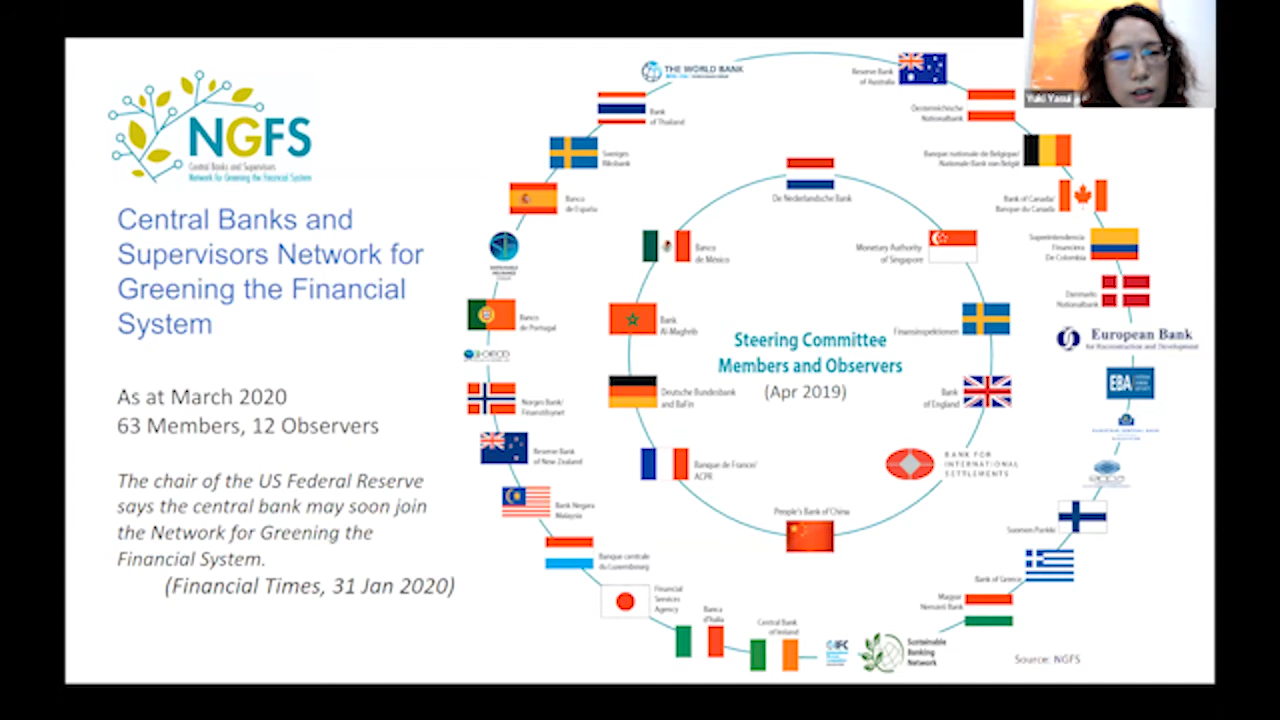 NGFS
Central Banks and Supervisors
Network for Greening the Financial System
Central Banks and
Supervisors Network for
Greening the Financial
System
As at March 2020
63 Members, 12 Observers
The chair of the US Federal Reserve
says the central bank may soon join
the Network for Greening the
Financial System.
(Financial Times, 31 Jan 2020)
THE WORLD BANK
Reserve Bank
of Australia
Oesterreichische
Nationalbank
Banque nationale de Belgique/
Nationale Bank van België
Bank of Canada/
Banque du Canada
Superintendencia
Financiera
De Colombia
Danmarks
Nationalbank
European Bank
for Reconstruction and Development
EBA
EUROPEAN CENTRAL BANK
Suomen Pankki
Bank of Greece
Magyar
Nemzeti Bank
Sustainable
Banking
Network
IFC
Central Bank
of Ireland
Banca
d'Italia
Financial
Services
Agency
Banque centrale
du Luxembourg
Bank Negara
Malaysia
Reserve Bank
of New Zealand
Norges Bank/
Finanstilsynet
OECD
Banco
de Portugal
Banco
de España
Sveriges
Riksbank
Bank
of Thailand
De Nederlandsche Bank
Monetary Authority
of Singapore
Finansinspektionen
Bank
of England
BANK FOR
INTERNATIONAL
SETTLEMENTS
People's Bank of China
Banque de France/
ACPR
Deutsche Bundesbank
and BaFin
Bank
Al-Maghrib
Banco
de México
Steering Committee
Members and Observers
(Apr 2019)
Source: NGFS
Yuki Yasui